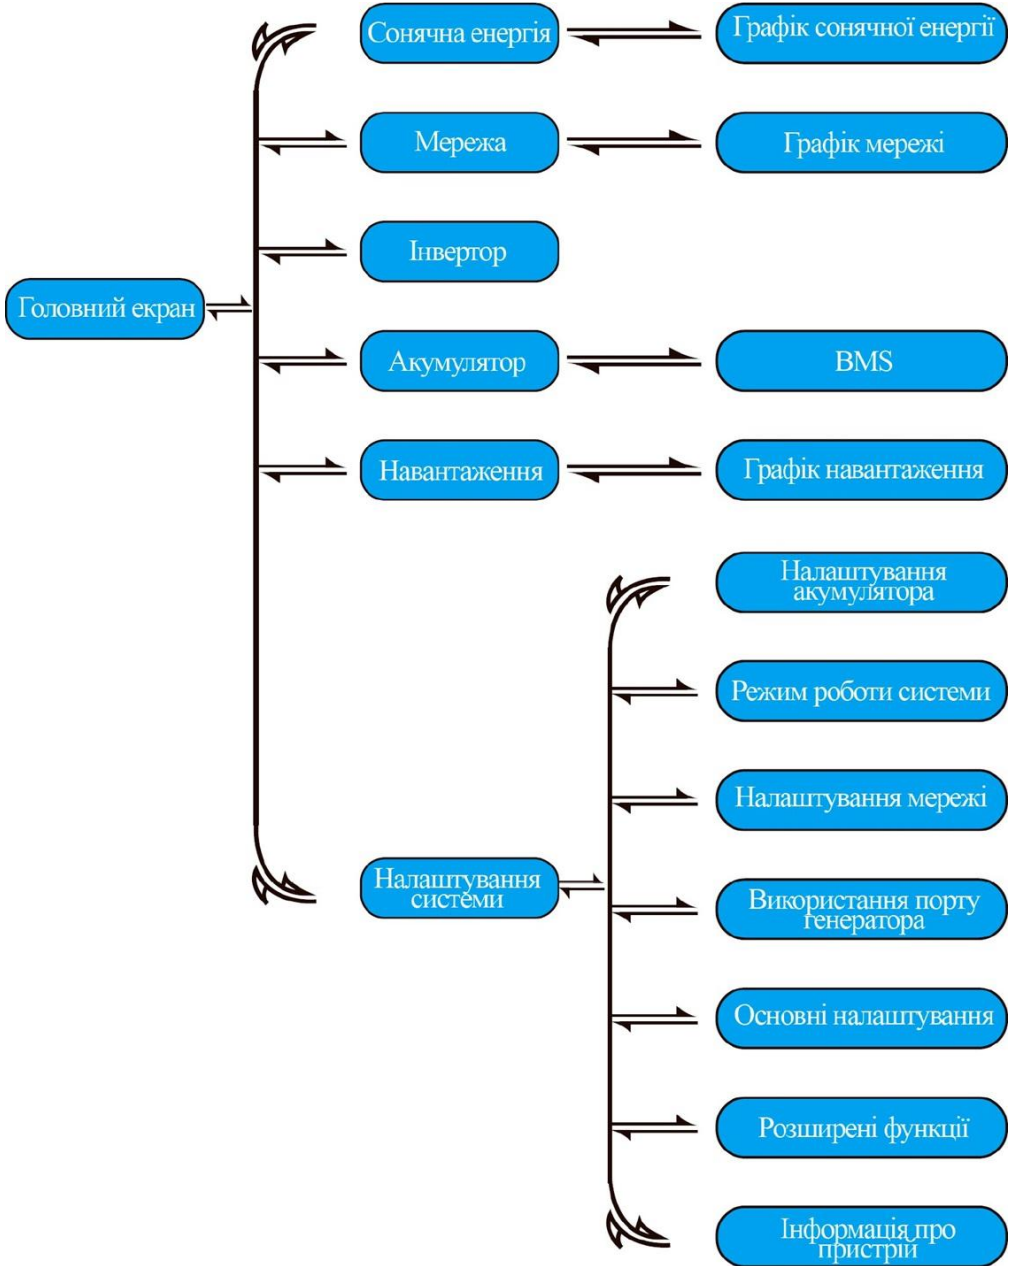 Сонячна енергія
Графік сонячної енергії
Мережа
Графік мережі
Інвертор
Головний екран
Акумулятор
BMS
Навантаження
Графік навантаження
Налаштування
акумулятора
Режим роботи системи
Налаштування мережі
Налаштування
системи
Використання порту
генератора
Основні налаштування
Розширені функції
Інформація про
пристрій